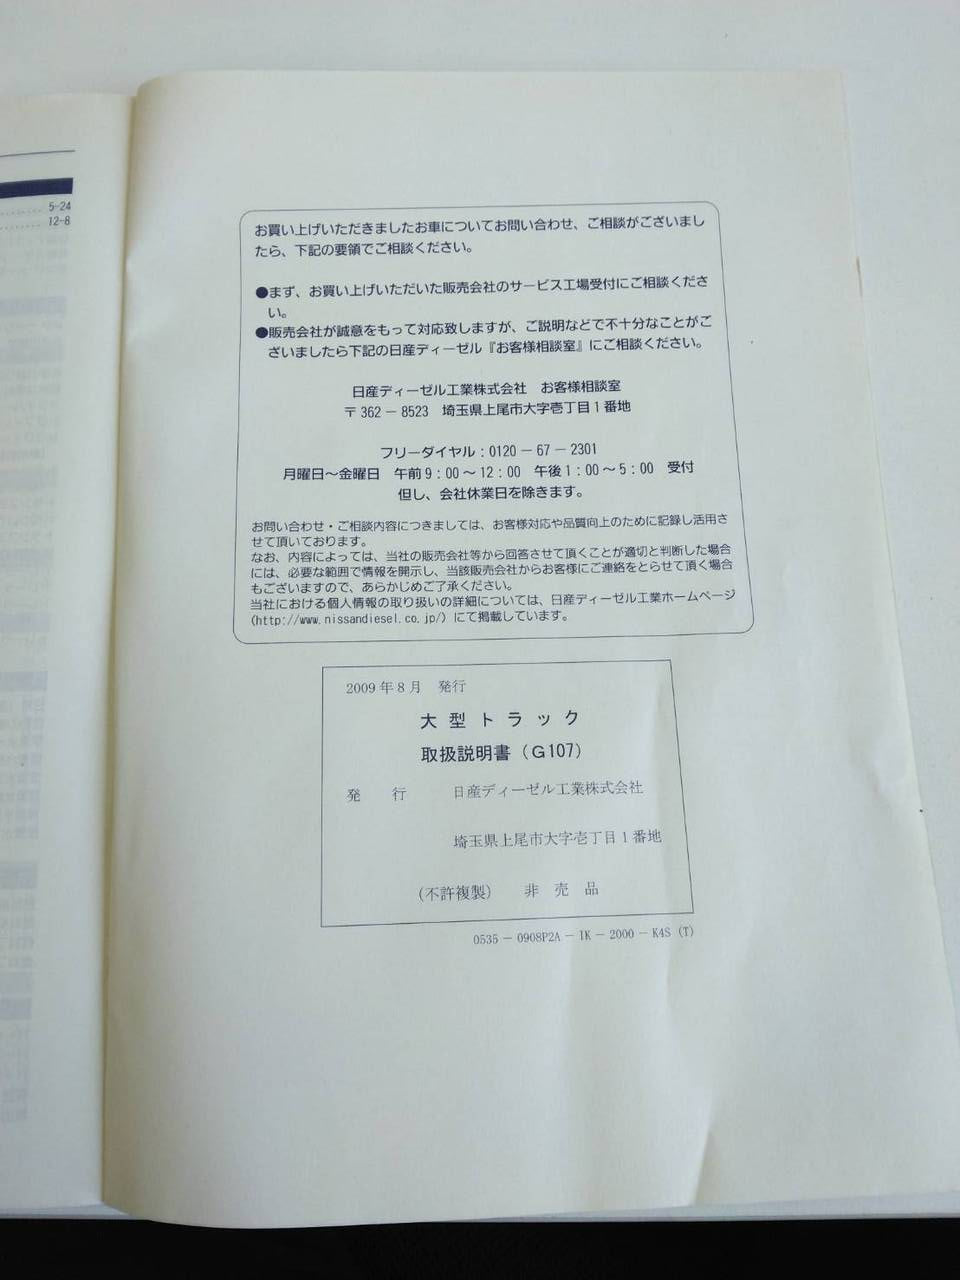 5-24
12-8
お買い上げいただきましたお車についてお問い合わせ、ご相談がございまし
たら、下記の要領でご相談ください。
●まず、お買い上げいただいた販売会社のサービス工場受付にご相談くださ
い。
●販売会社が誠意をもって対応致しますが、ご説明などで不十分なことがご
ざいましたら下記の日産ディーゼル『お客様相談室』にご相談ください。
日産ディーゼル工業株式会社　お客様相談室
〒362－8523　埼玉県上尾市大字壱丁目1番地
フリーダイヤル：0120－67－2301
月曜日～金曜日　午前9：00～12：00　午後1：00～5：00　受付
但し、会社休業日を除きます。
お問い合わせ・ご相談内容につきましては、お客様対応や品質向上のために記録し活用さ
せて頂いております。
なお、内容によっては、当社の販売会社等から回答させて頂くことが適切と判断した場合
には、必要な範囲で情報を開示し、当該販売会社からお客様にご連絡をとらせて頂く場合
もございますので、あらかじめご了承ください。
当社における個人情報の取り扱いの詳細については、日産ディーゼル工業ホームページ
(http://www.nissandiesel.co.jp/) にて掲載しています。
2009年8月　発行
大型トラック
取扱説明書（G107）
発　行　日産ディーゼル工業株式会社
埼玉県上尾市大字壱丁目1番地
（不許複製）　非　売　品
0535－0908P2A－IK－2000－K4S (T)